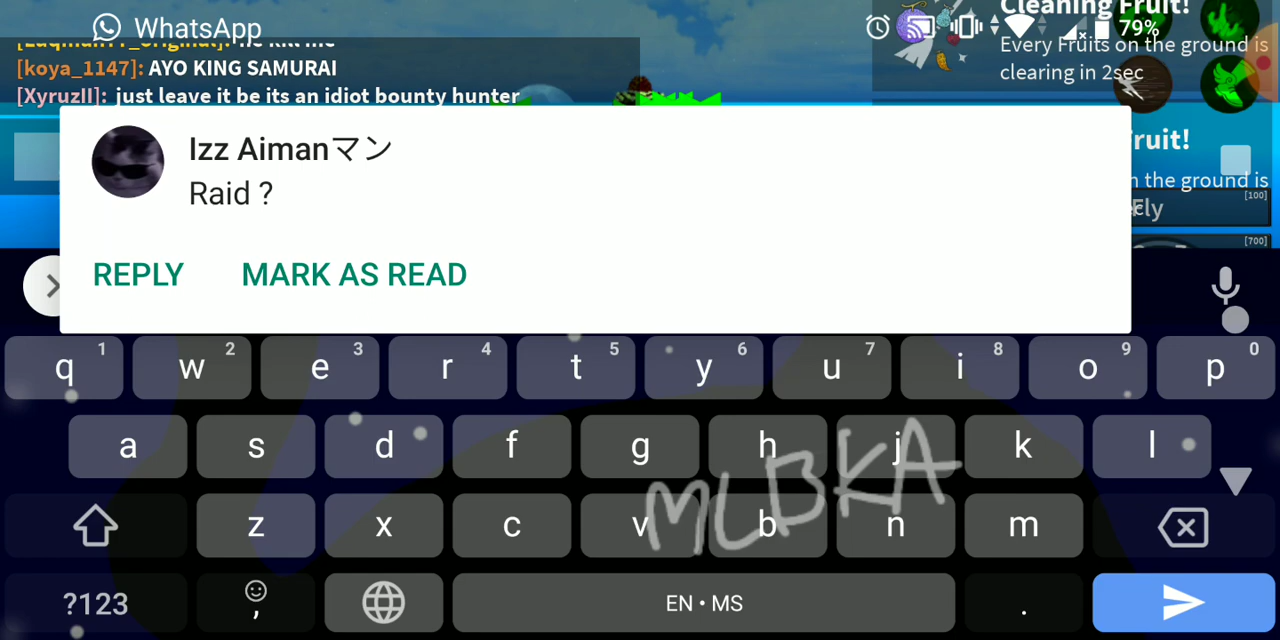 WhatsApp
79%
[koya_1147]: AYO KING SAMURAI
[XyruzII]: just leave it be its an idiot bounty hunter
Cleaning Fruit!
Every Fruits on the ground is
clearing in 2sec
Fruit!
on the ground is
Fly
[100]
[700]
Izz Aimanマン
Raid ?
REPLY
MARK AS READ
q 1 w 2 e 3 r 4 t 5 y 6 u 7 i 8 o 9 p 0
a s d f g h j k l
MLBKA
z x c v b n m
?123 , EN • MS .